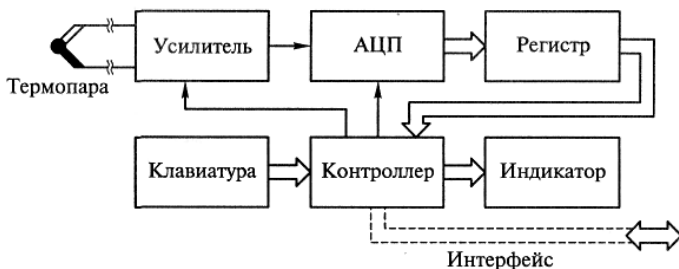 Усилитель
АЦП
Регистр
Термопара
Клавиатура
Контроллер
Индикатор
Интерфейс